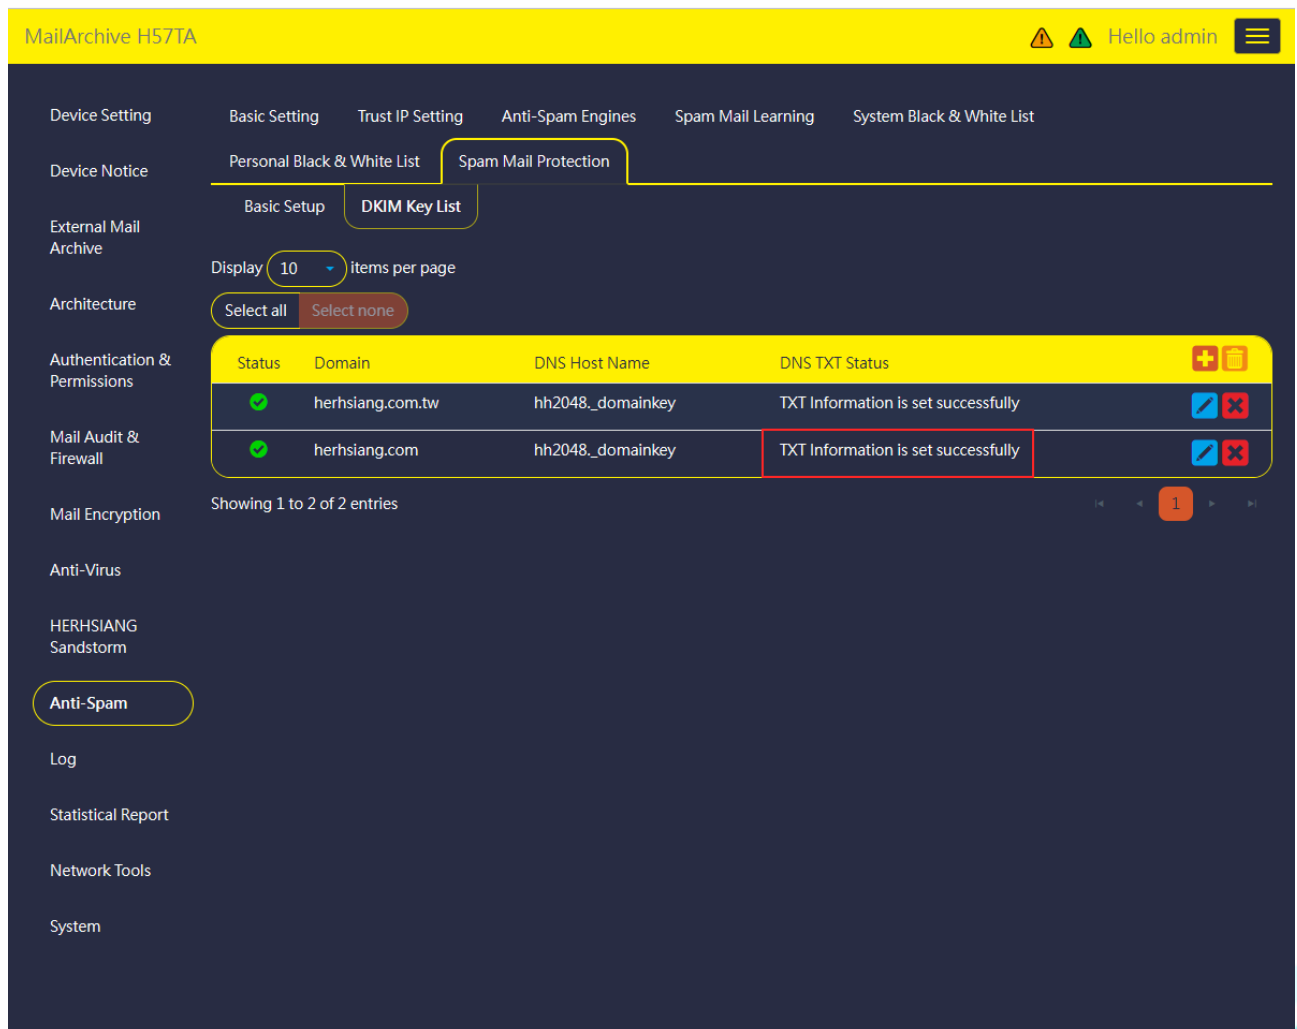 MailArchive H57TA
Hello admin
Device Setting
Device Notice
External Mail
Archive
Architecture
Authentication &
Permissions
Mail Audit &
Firewall
Mail Encryption
Anti-Virus
HERHSIANG
Sandstorm
Anti-Spam
Log
Statistical Report
Network Tools
System
Basic Setting Trust IP Setting Anti-Spam Engines Spam Mail Learning System Black & White List
Personal Black & White List Spam Mail Protection
Basic Setup DKIM Key List
Display 10 items per page
Select all Select none
Status Domain DNS Host Name DNS TXT Status
herhsiang.com.tw hh2048._domainkey TXT Information is set successfully
herhsiang.com hh2048._domainkey TXT Information is set successfully
Showing 1 to 2 of 2 entries
1